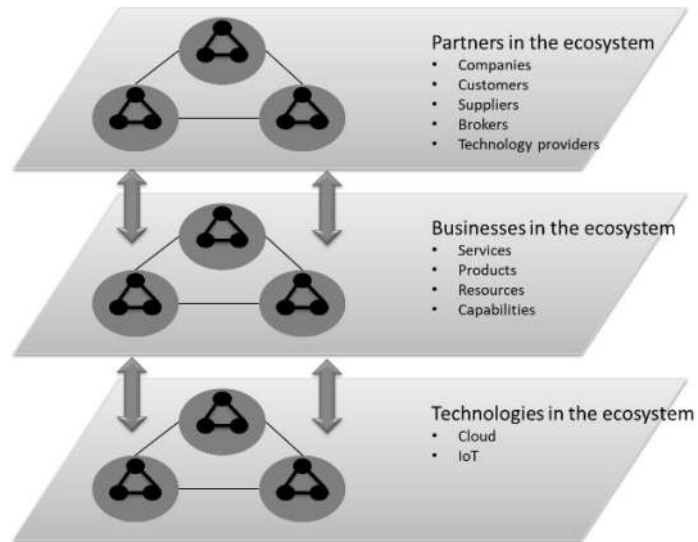 Partners in the ecosystem
• Companies
• Customers
• Suppliers
• Brokers
• Technology providers
Businesses in the ecosystem
• Services
• Products
• Resources
• Capabilities
Technologies in the ecosystem
• Cloud
• IoT